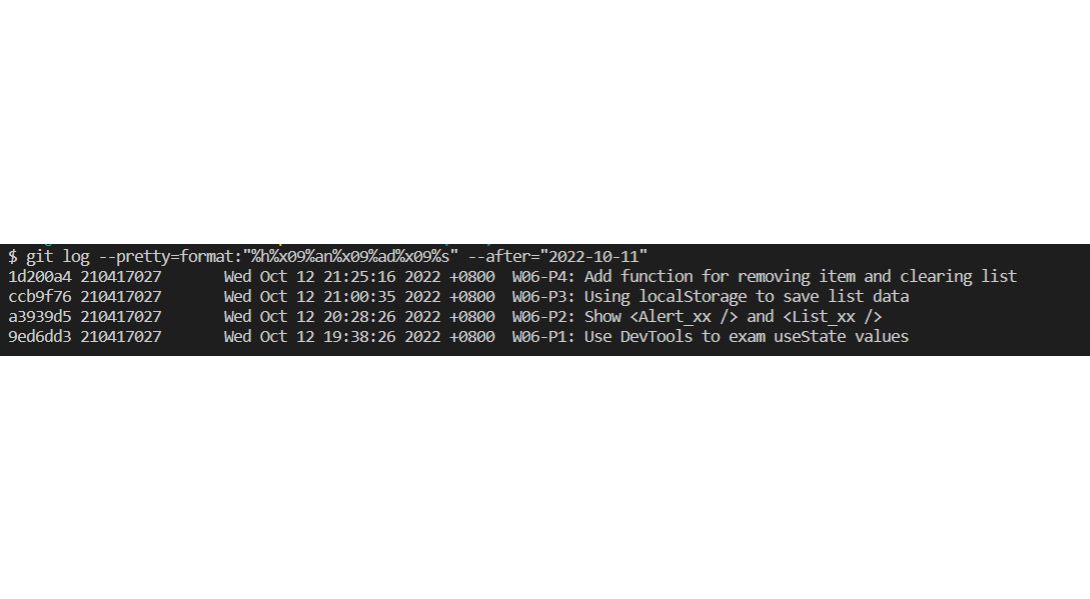 $ git log --pretty=format:"%h%x09%an%x09%ad%x09%s" --after="2022-10-11"
1d200a4 210417027       Wed Oct 12 21:25:16 2022 +0800  W06-P4: Add function for removing item and clearing list
ccb9f76 210417027       Wed Oct 12 21:00:35 2022 +0800  W06-P3: Using localStorage to save list data
a3939d5 210417027       Wed Oct 12 20:28:26 2022 +0800  W06-P2: Show <Alert_xx /> and <List_xx />
9ed6dd3 210417027       Wed Oct 12 19:38:26 2022 +0800  W06-P1: Use DevTools to exam useState values